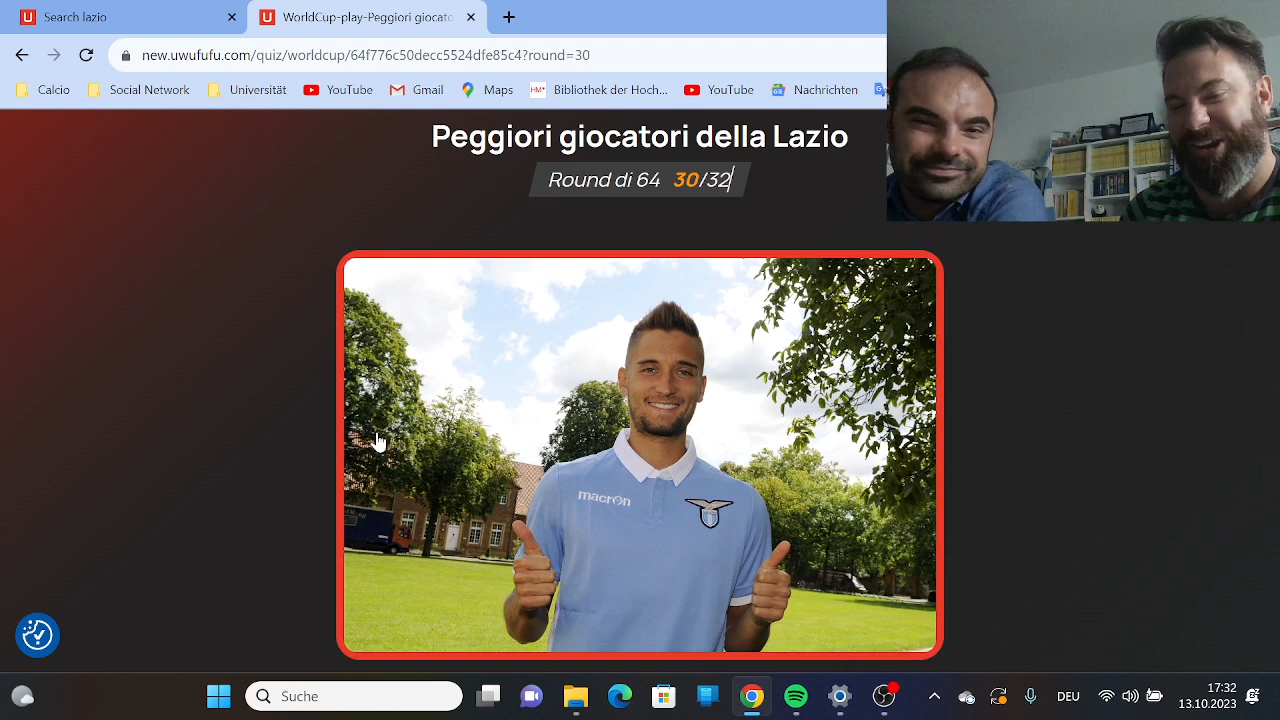 Search lazio
WorldCup-play-Peggiori giocato
new.uwufufu.com/quiz/worldcup/64f776c50decc5524dfe85c4?round=30
Calcio
Social Network
Universität
YouTube
Gmail
Maps
HM*
Bibliothek der Hoch...
YouTube
GB
Nachrichten
Peggiori giocatori della Lazio
Round di 64 30/32
macron
Suche
DEU
17:32
13.10.2023